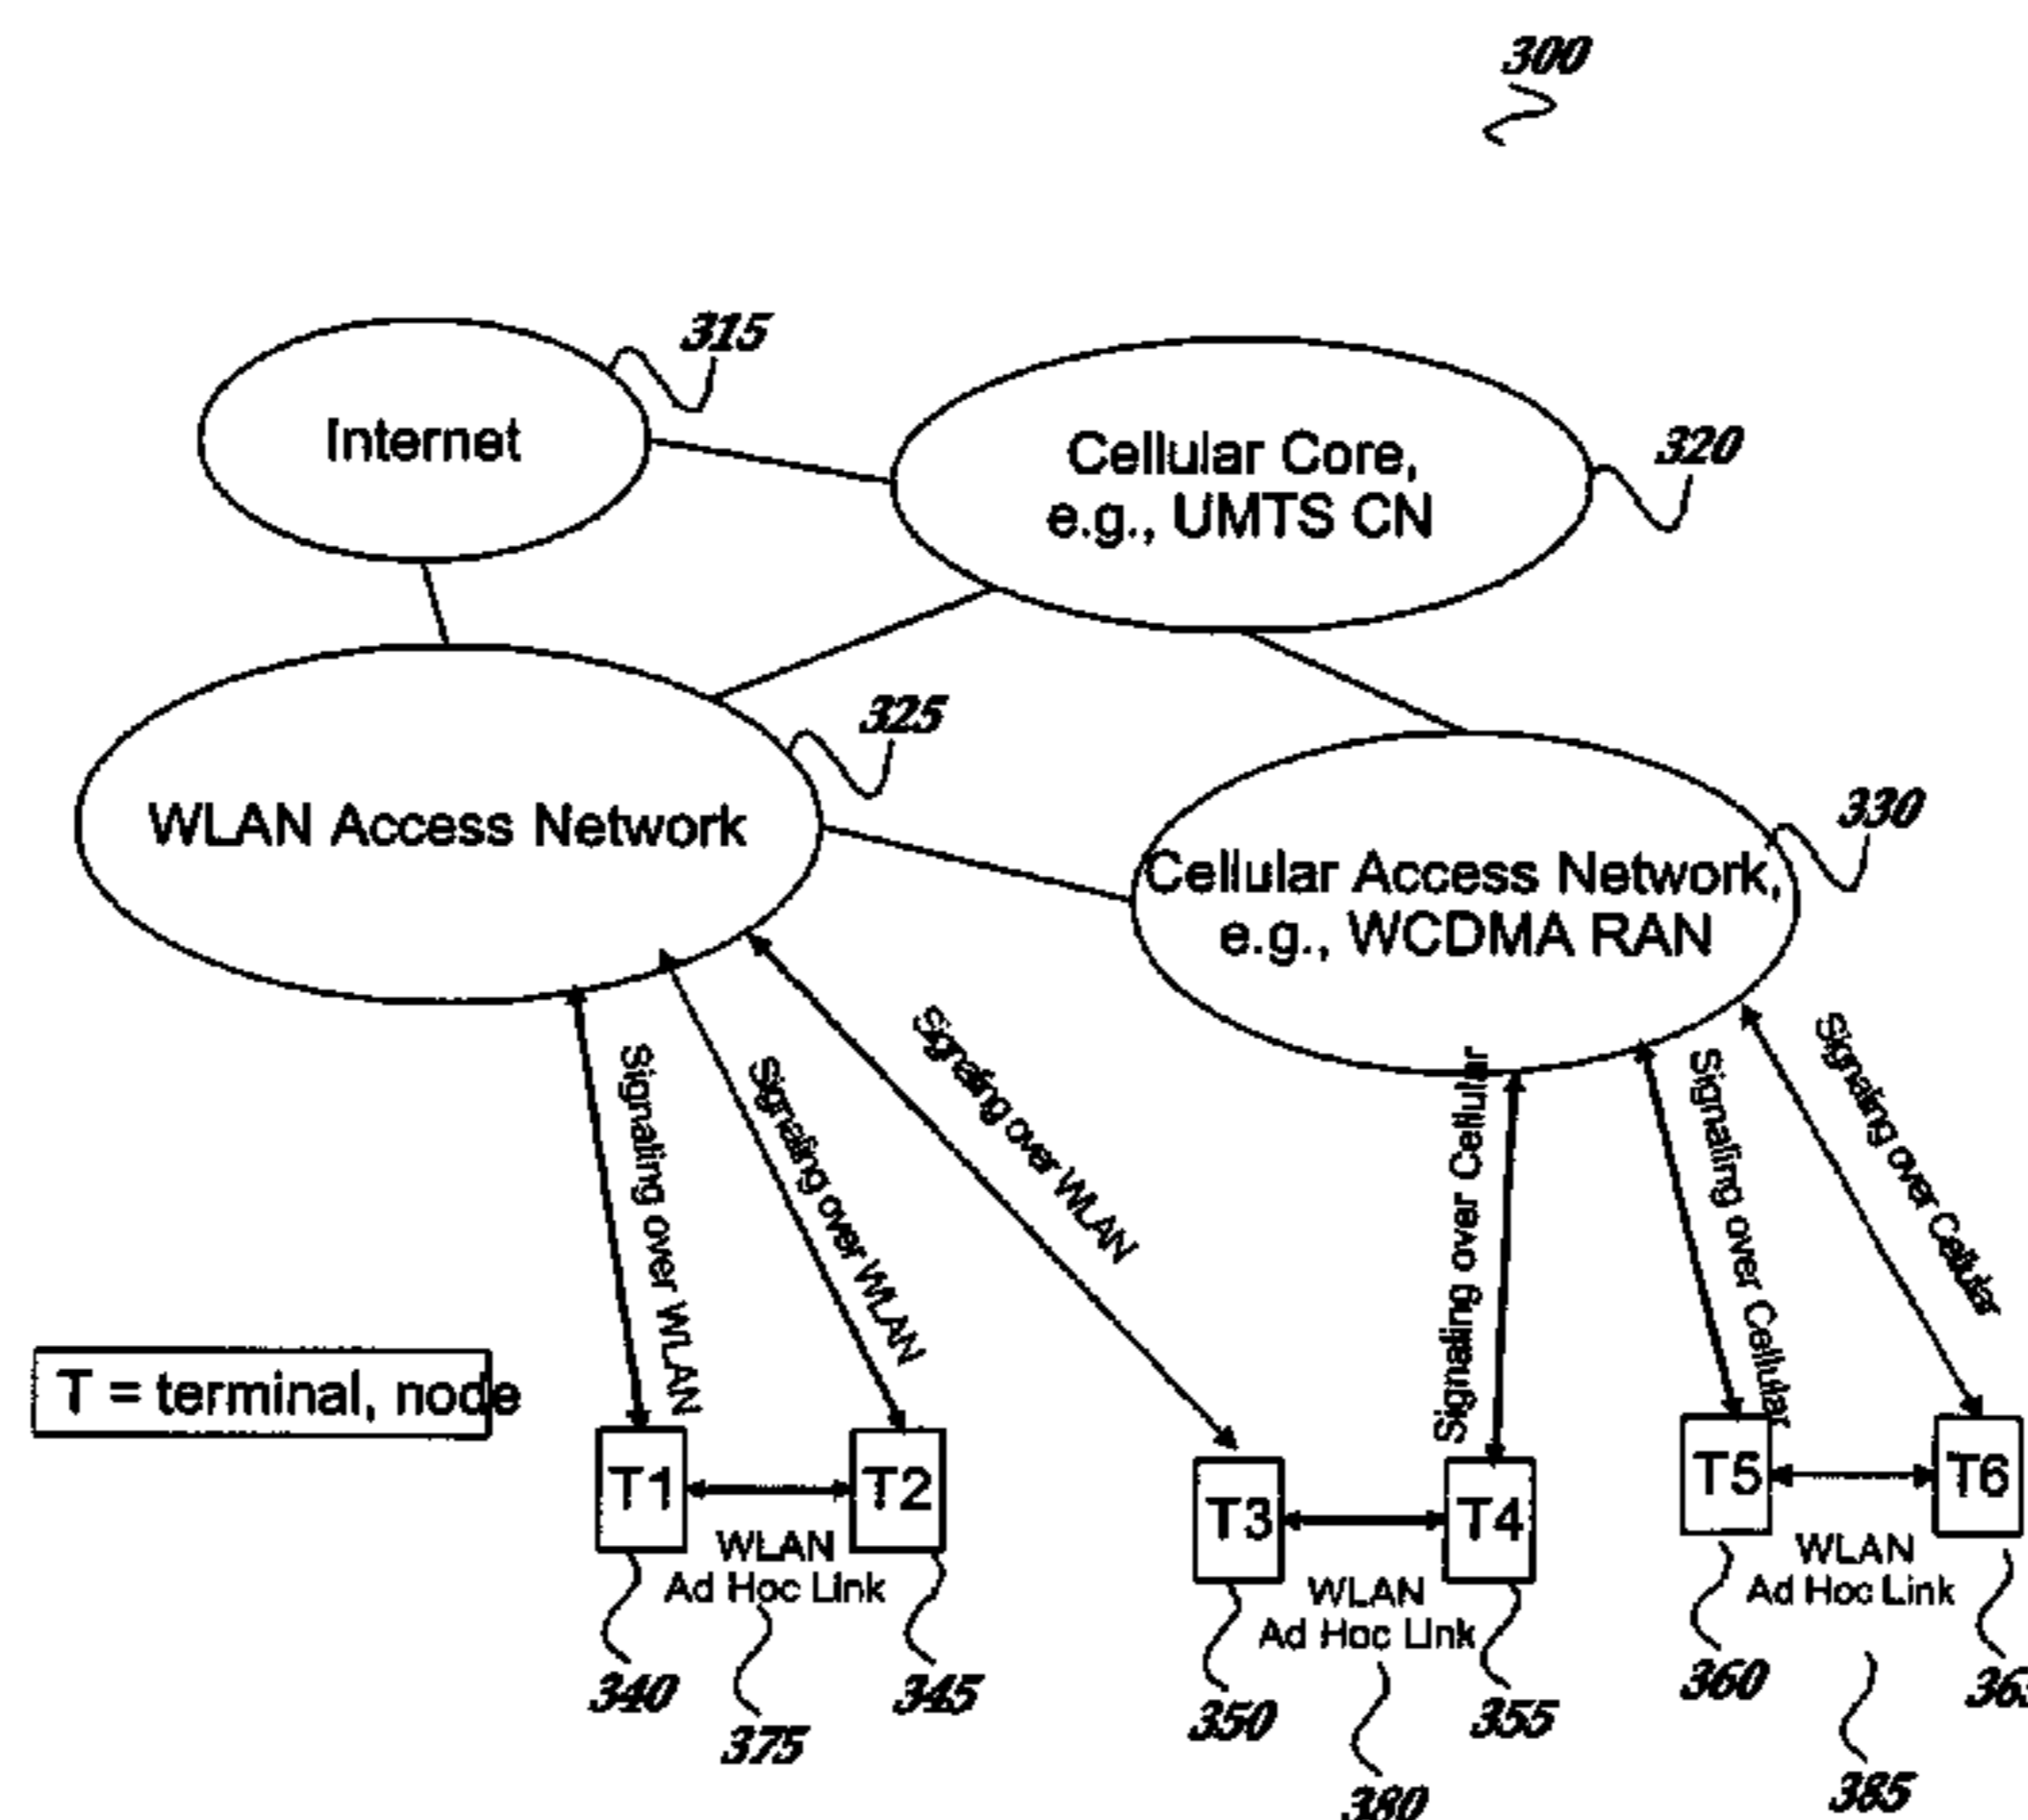 300
315
Internet
Cellular Core,
e.g., UMTS CN
320
325
WLAN Access Network
330
Cellular Access Network,
e.g., WCDMA RAN
Signaling over WLAN
Signaling over WLAN
Signaling over WLAN
Signaling over Cellular
Signaling over Cellular
Signaling over Cellular
T = terminal, node
T1
T2
T3
T4
T5
T6
WLAN
Ad Hoc Link
WLAN
Ad Hoc Link
WLAN
Ad Hoc Link
340
375
345
350
380
355
360
385